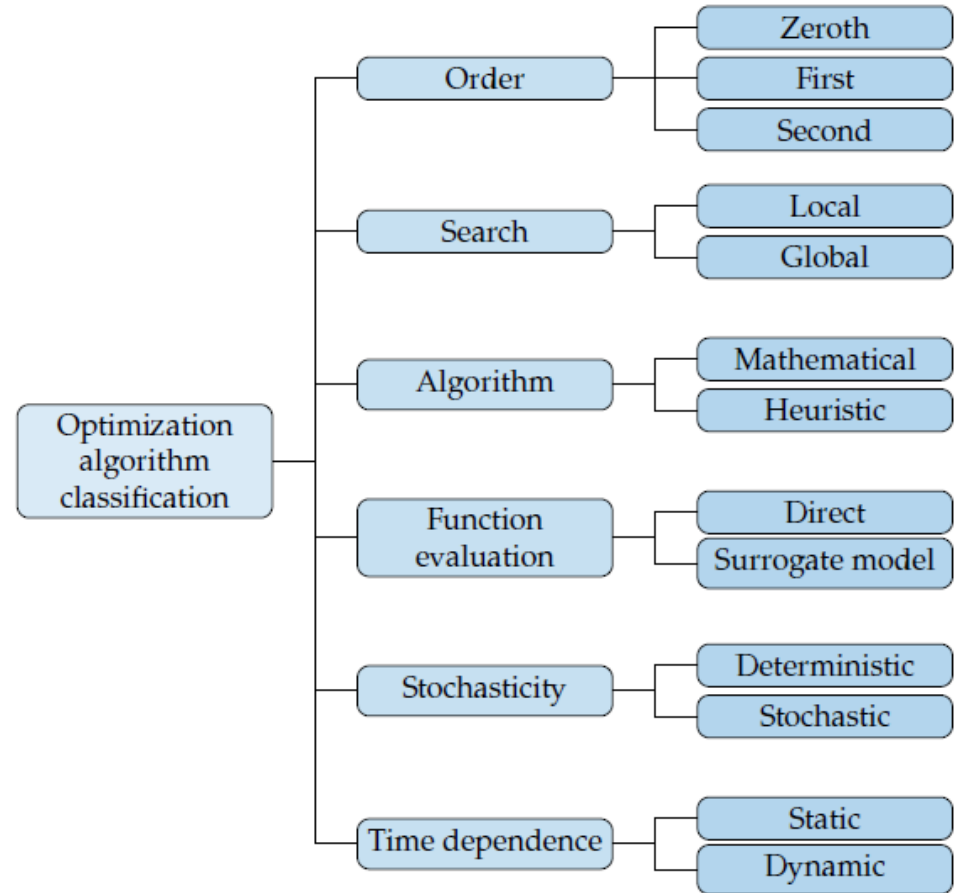 Optimization
algorithm
classification
Order
Zeroth
First
Second
Search
Local
Global
Algorithm
Mathematical
Heuristic
Function
evaluation
Direct
Surrogate model
Stochasticity
Deterministic
Stochastic
Time dependence
Static
Dynamic